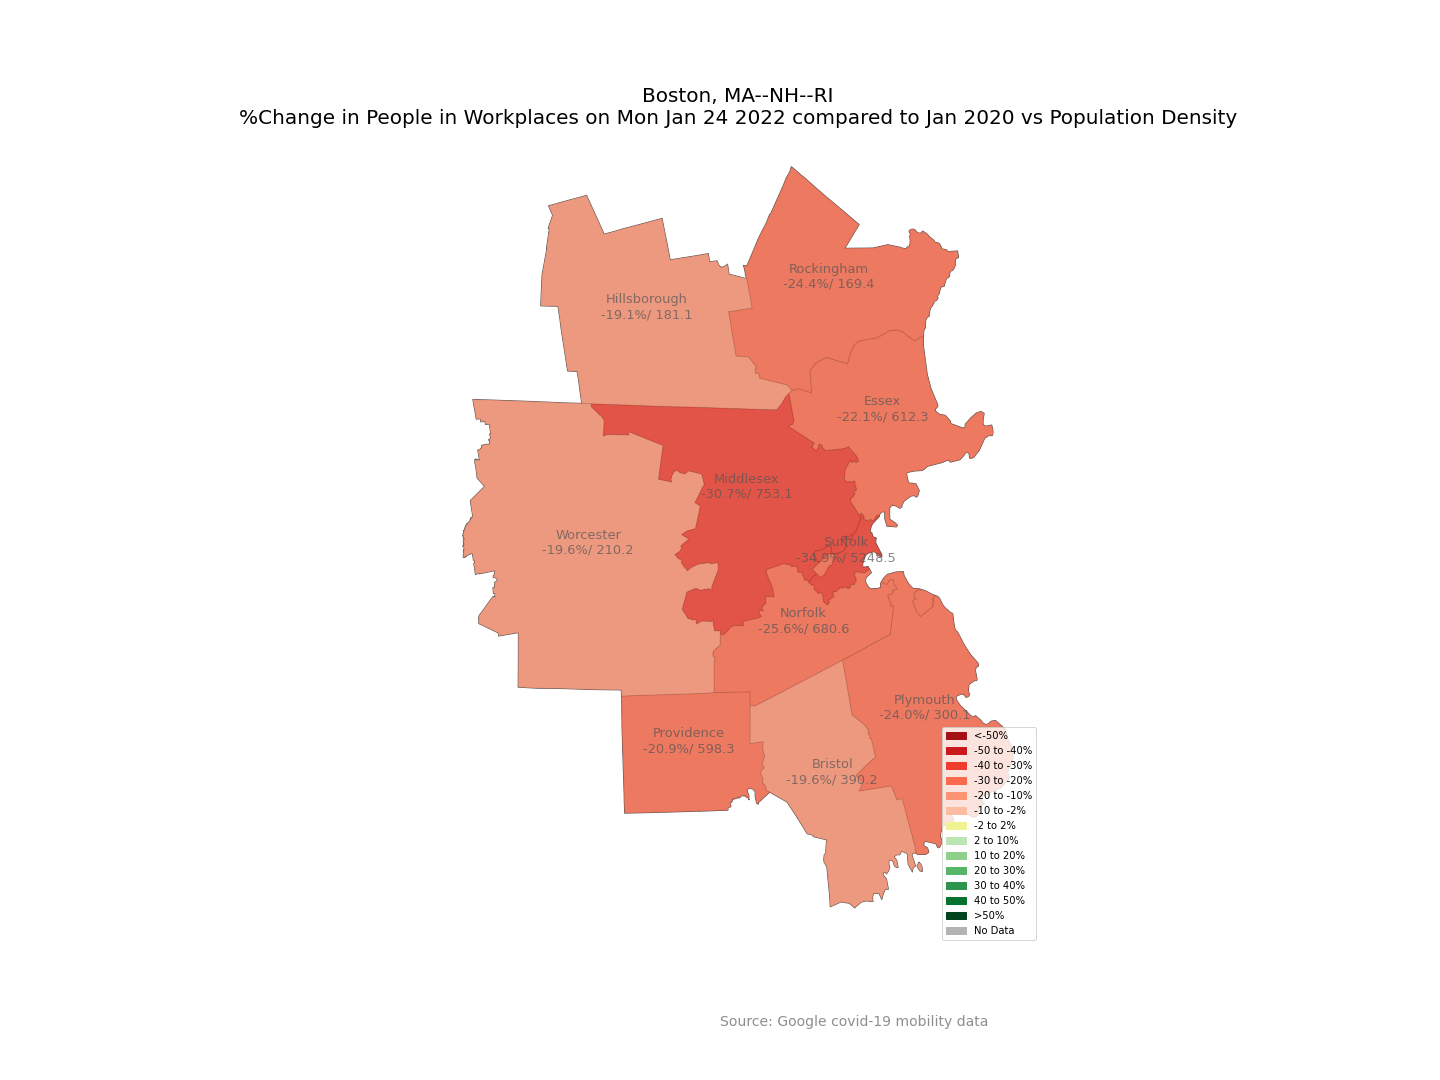 Boston, MA--NH--RI
%Change in People in Workplaces on Mon Jan 24 2022 compared to Jan 2020 vs Population Density
Rockingham
-24.4%/ 169.4
Hillsborough
-19.1%/ 181.1
Essex
-22.1%/ 612.3
Middlesex
-30.7%/ 753.1
Worcester
-19.6%/ 210.2
Suffolk
-34.9%/ 5248.5
Norfolk
-25.6%/ 680.6
Plymouth
-24.0%/ 300.1
Providence
-20.9%/ 598.3
Bristol
-19.6%/ 390.2
<-50%
-50 to -40%
-40 to -30%
-30 to -20%
-20 to -10%
-10 to -2%
-2 to 2%
2 to 10%
10 to 20%
20 to 30%
30 to 40%
40 to 50%
>50%
No Data
Source: Google covid-19 mobility data